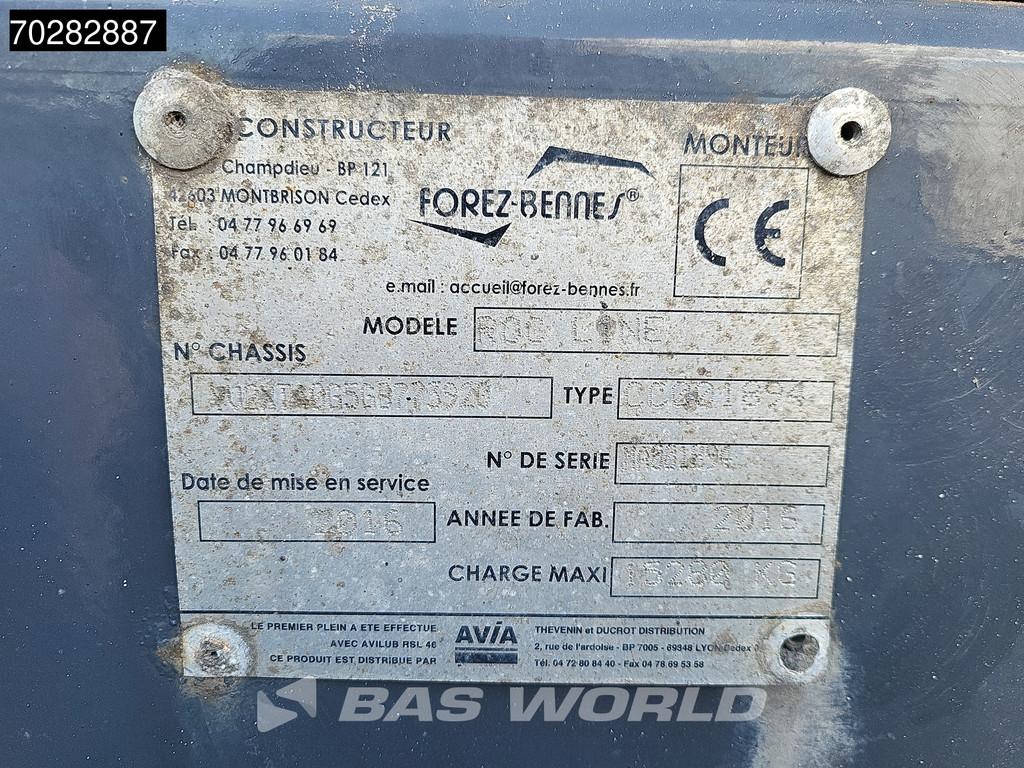 70282887
CONSTRUCTEUR
Champdieu - BP 121
42603 MONTBRISON Cedex
Tél. : 04 77 96 69 69
Fax : 04 77 96 01 84
FOREZ-BENNES®
MONTEUR
CE
e.mail : accueil@forez-bennes.fr
MODELE ROC LINE
N° CHASSIS
TYPE
N° DE SERIE
Date de mise en service
2016
ANNEE DE FAB. 2016
CHARGE MAXI 15260 KG
LE PREMIER PLEIN A ETE EFFECTUE
AVEC AVILUB RSL 46
CE PRODUIT EST DISTRIBUE PAR
AVIA
THEVENIN et DUCROT DISTRIBUTION
2, rue de l'ardoise - BP 7005 - 69348 LYON Cedex
Tél. 04 72 80 84 40 - Fax 04 78 69 53 58
BAS WORLD